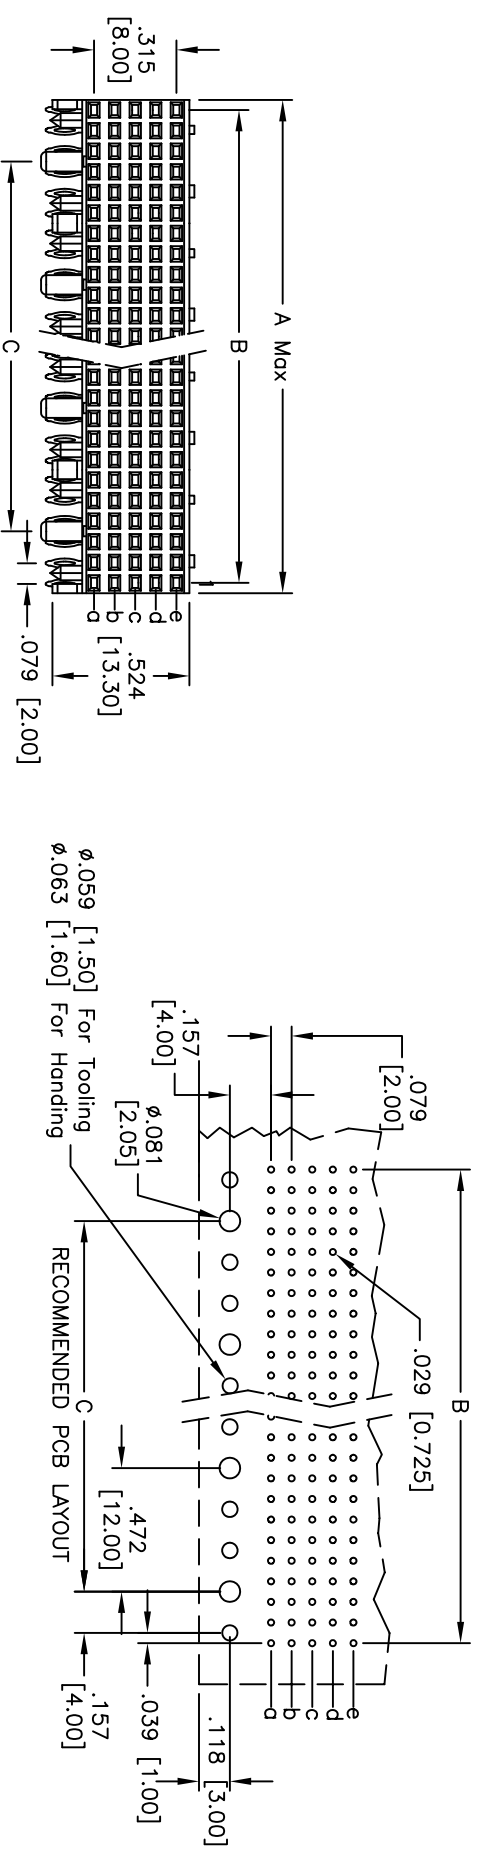 .315
[8.00]
A Max
B
C
e
d
c
b
a
.524
[13.30]
.079 [2.00]
.079
[2.00]
B
.029 [0.725]
.157
[4.00]
ø.081
[2.05]
ø.059 [1.50] For Tooling
ø.063 [1.60] For Handing
C
.472
[12.00]
e
d
c
b
a
.118 [3.00]
.039 [1.00]
.157
[4.00]
RECOMMENDED PCB LAYOUT